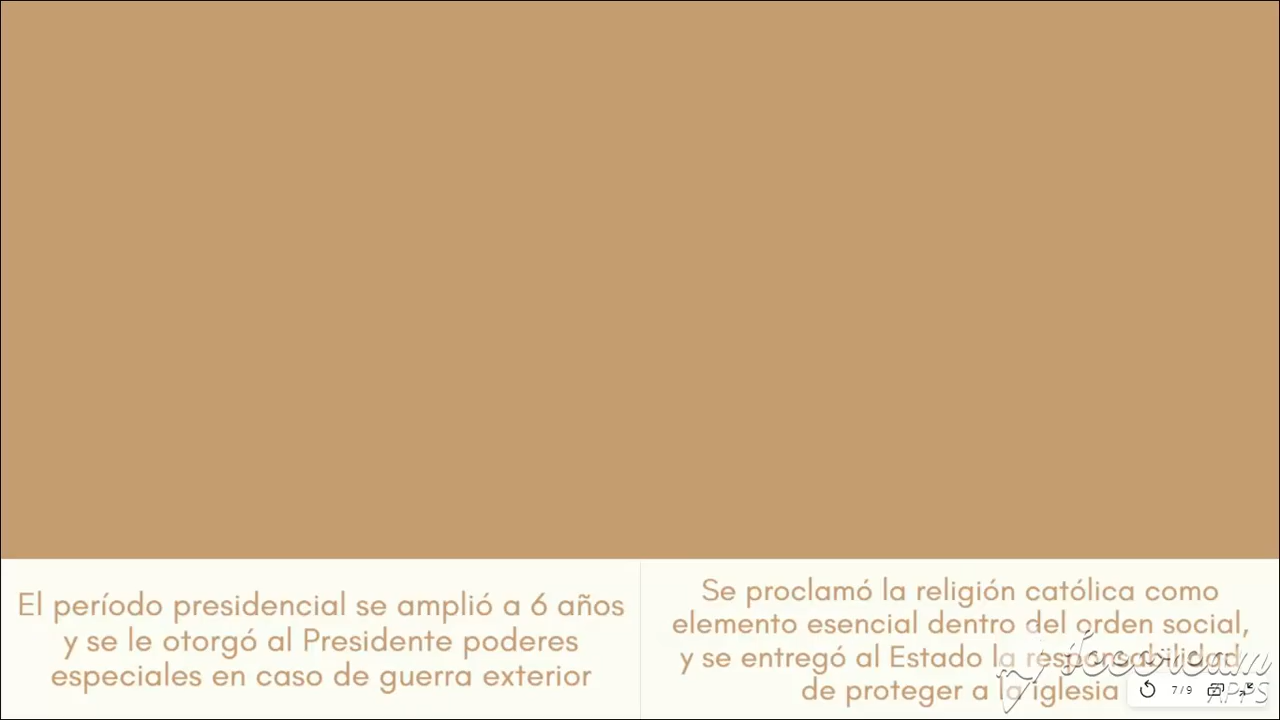 El período presidencial se amplió a 6 años
y se le otorgó al Presidente poderes
especiales en caso de guerra exterior
Se proclamó la religión católica como
elemento esencial dentro del orden social,
y se entregó al Estado la responsabilidad
de proteger a la iglesia
7/9
APPS